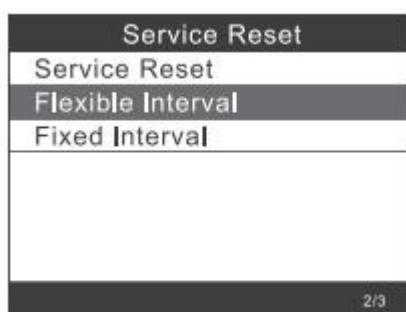 Service Reset
Service Reset
Flexible Interval
Fixed Interval
2/3